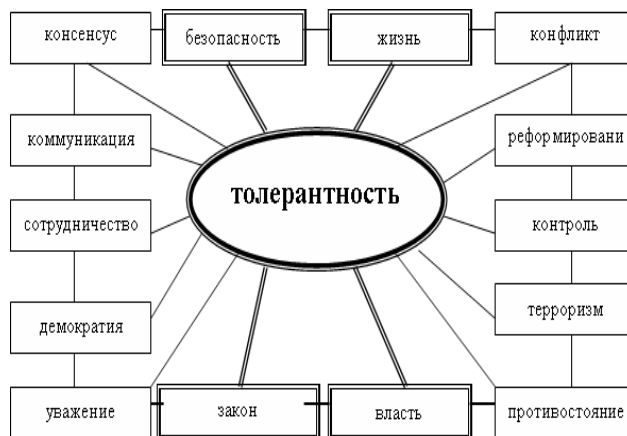 консенсус
безопасность
жизнь
конфликт
коммуникация
реформировани
толерантность
сотрудничество
контроль
демократия
терроризм
уважение
закон
власть
противостояние